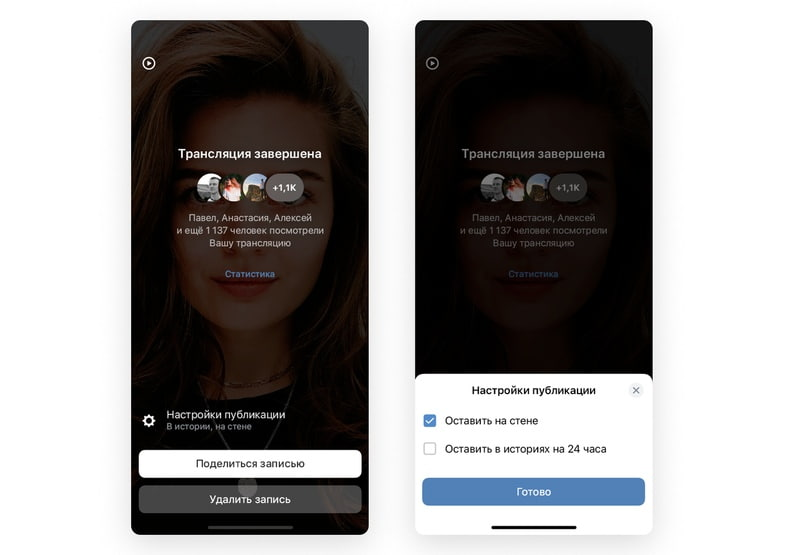 Трансляция завершена
+1,1K
Павел, Анастасия, Алексей
и ещё 1 137 человек посмотрели
Вашу трансляцию
Статистика
Настройки публикации
В истории, на стене
Поделиться записью
Удалить запись
Трансляция завершена
+1,1K
Павел, Анастасия, Алексей
и ещё 1 137 человек посмотрели
Вашу трансляцию
Статистика
Настройки публикации
Оставить на стене
Оставить в историях на 24 часа
Готово